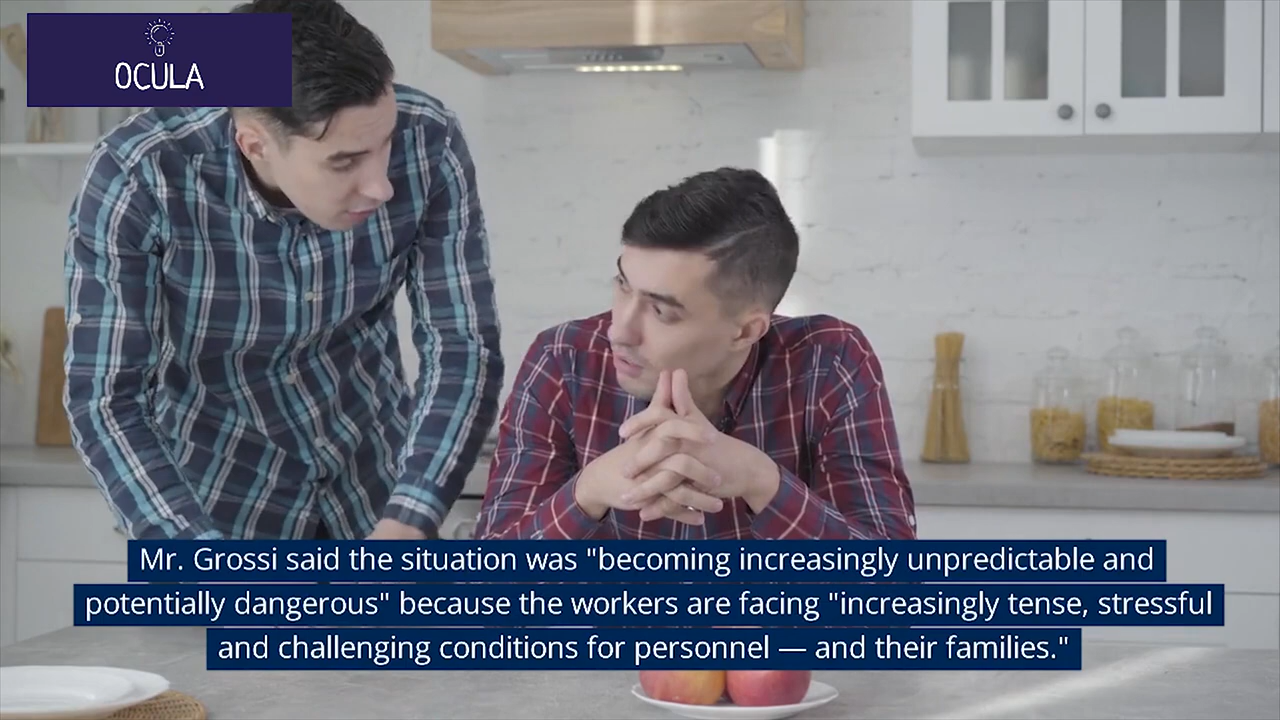 OCULA
Mr. Grossi said the situation was "becoming increasingly unpredictable and
potentially dangerous" because the workers are facing "increasingly tense, stressful
and challenging conditions for personnel — and their families."